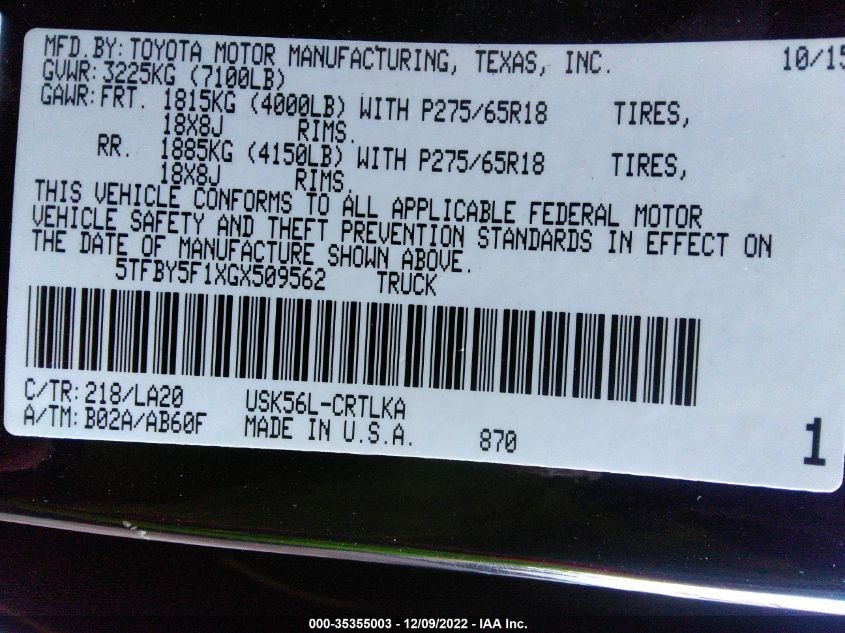 MFD.BY: TOYOTA MOTOR MANUFACTURING, TEXAS, INC. 10/15
GVWR: 3225KG (7100LB)
GAWR: FRT. 1815KG (4000LB) WITH P275/65R18 TIRES,
18X8J RIMS.
RR. 1885KG (4150LB) WITH P275/65R18 TIRES,
18X8J RIMS.
THIS VEHICLE CONFORMS TO ALL APPLICABLE FEDERAL MOTOR
VEHICLE SAFETY AND THEFT PREVENTION STANDARDS IN EFFECT ON
THE DATE OF MANUFACTURE SHOWN ABOVE.
5TFBY5F1XGX509562 TRUCK
C/TR: 218/LA20 USK56L-CRTLKA
A/TM: B02A/AB60F MADE IN U.S.A. 870 1
000-35355003 - 12/09/2022 - IAA Inc.